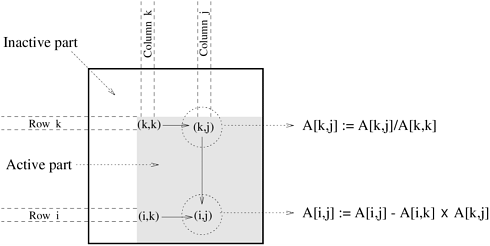 Column k
Column j
Inactive part
Row k
(k,k)
(k,j)
A[k,j] := A[k,j]/A[k,k]
Active part
Row i
(i,k)
(i,j)
A[i,j] := A[i,j] - A[i,k] x A[k,j]